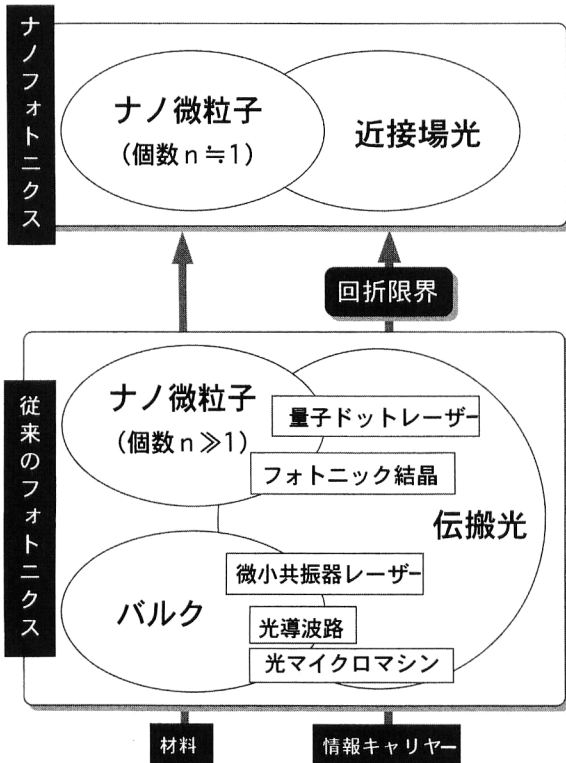 ナノフォトニクス
ナノ微粒子
(個数n≒1)
近接場光
回折限界
従来のフォトニクス
ナノ微粒子
(個数n≫1)
量子ドットレーザー
フォトニック結晶
伝搬光
微小共振器レーザー
バルク
光導波路
光マイクロマシン
材料
情報キャリヤー